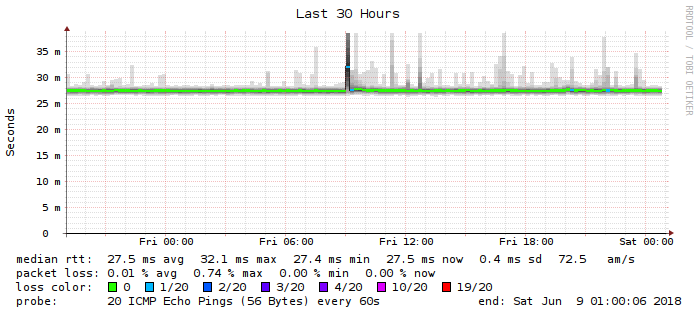 Last 30 Hours
RRDTOOL / TOBI OETIKER
Seconds
35 m
30 m
25 m
20 m
15 m
10 m
5 m
0
Fri 00:00 Fri 06:00 Fri 12:00 Fri 18:00 Sat 00:00
median rtt: 27.5 ms avg 32.1 ms max 27.4 ms min 27.5 ms now 0.4 ms sd 72.5 am/s
packet loss: 0.01 % avg 0.74 % max 0.00 % min 0.00 % now
loss color: 0 1/20 2/20 3/20 4/20 10/20 19/20
probe: 20 ICMP Echo Pings (56 Bytes) every 60s end: Sat Jun 9 01:00:06 2018